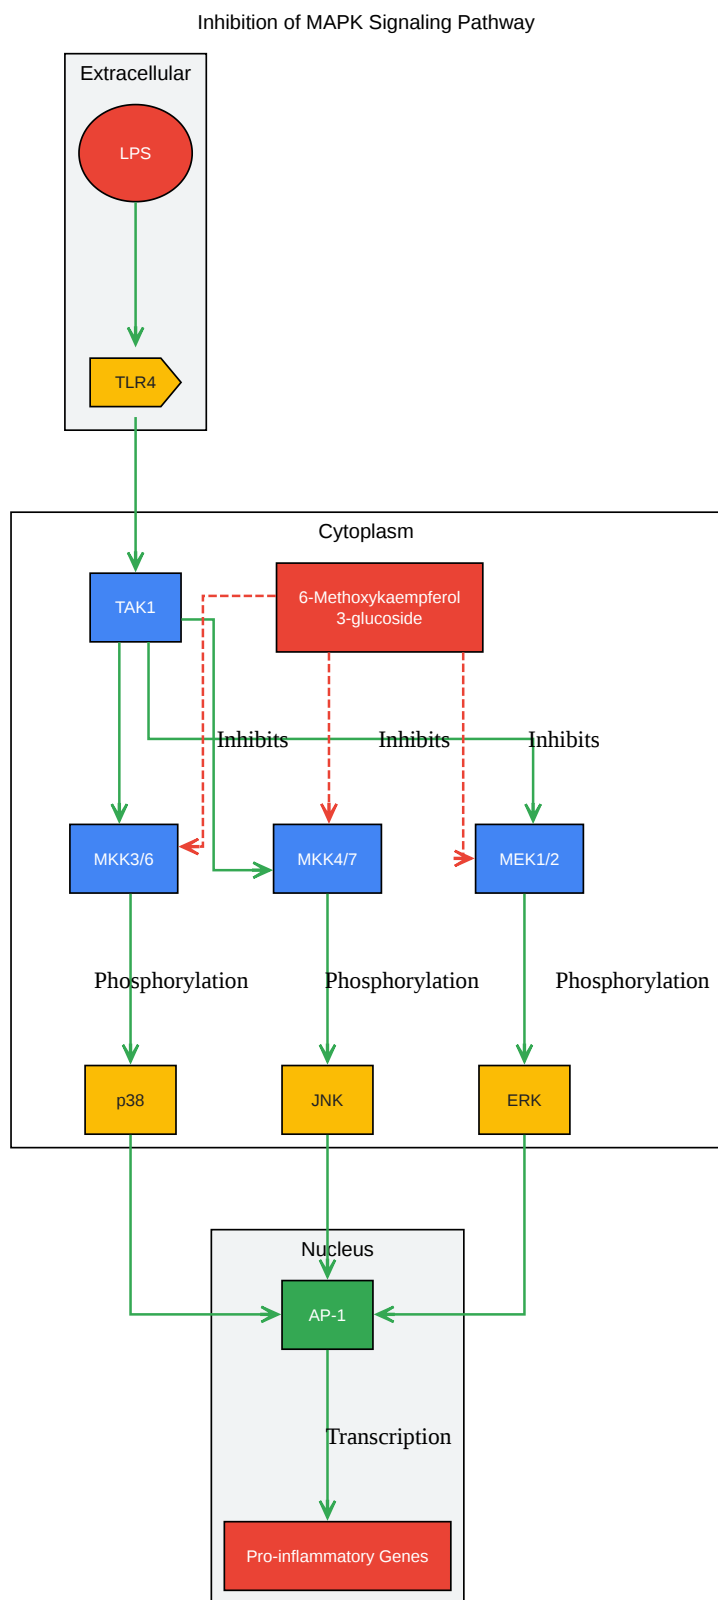 Inhibition of MAPK Signaling Pathway
Extracellular
LPS
TLR4
Cytoplasm
TAK1
6-Methoxykaempferol
3-glucoside
Inhibits
Inhibits
Inhibits
MKK3/6
MKK4/7
MEK1/2
Phosphorylation
Phosphorylation
Phosphorylation
p38
JNK
ERK
Nucleus
AP-1
Transcription
Pro-inflammatory Genes